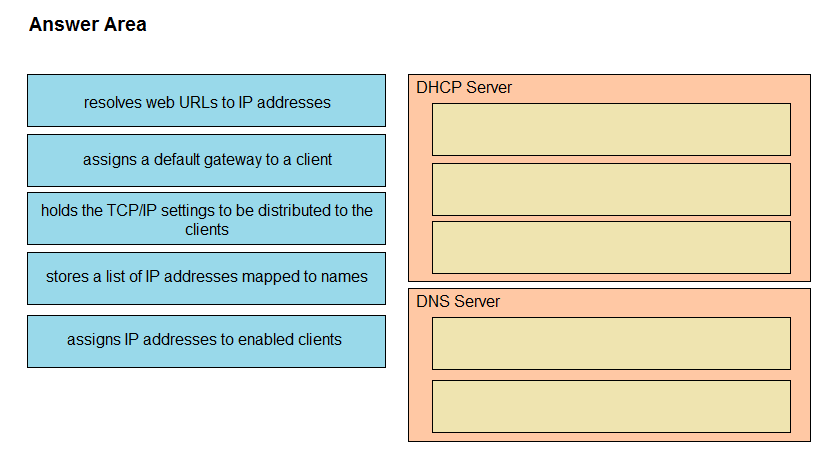 Answer Area
resolves web URLs to IP addresses
assigns a default gateway to a client
holds the TCP/IP settings to be distributed to the
clients
stores a list of IP addresses mapped to names
assigns IP addresses to enabled clients
DHCP Server
DNS Server